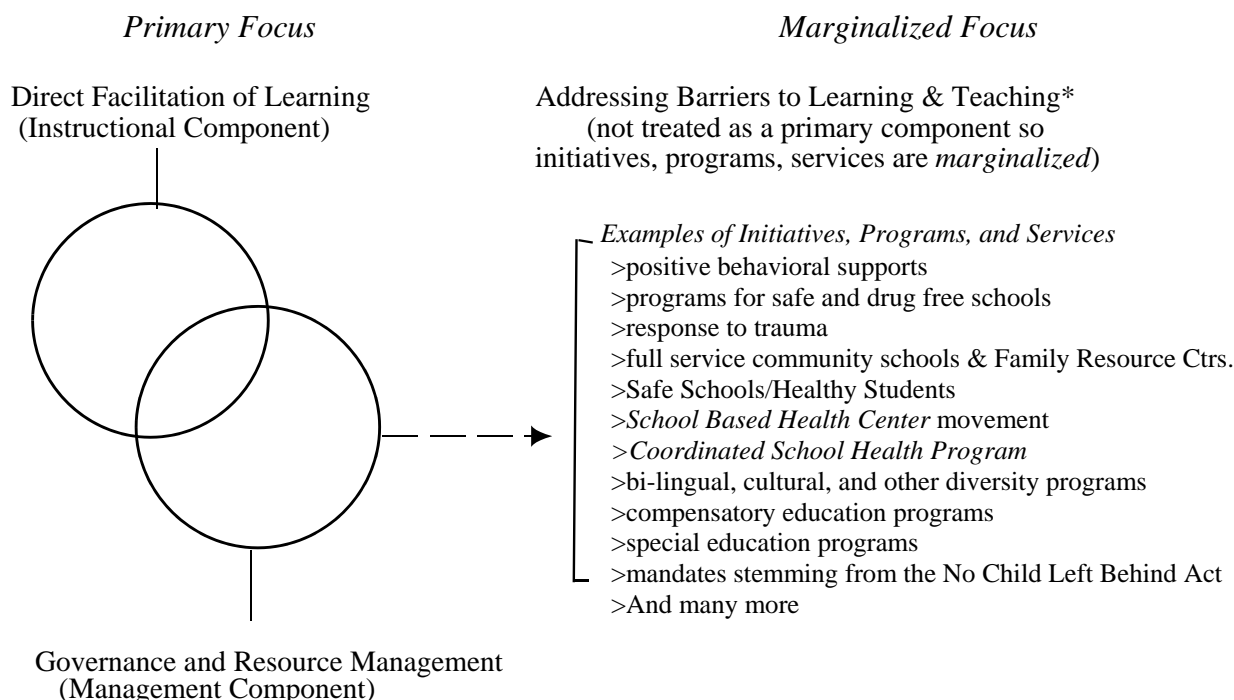 Primary Focus
Marginalized Focus
Direct Facilitation of Learning
(Instructional Component)
Addressing Barriers to Learning & Teaching*
(not treated as a primary component so
initiatives, programs, services are marginalized)
Examples of Initiatives, Programs, and Services
>positive behavioral supports
>programs for safe and drug free schools
>response to trauma
>full service community schools & Family Resource Ctrs.
>Safe Schools/Healthy Students
>School Based Health Center movement
>Coordinated School Health Program
>bi-lingual, cultural, and other diversity programs
>compensatory education programs
>special education programs
>mandates stemming from the No Child Left Behind Act
>And many more
Governance and Resource Management
(Management Component)